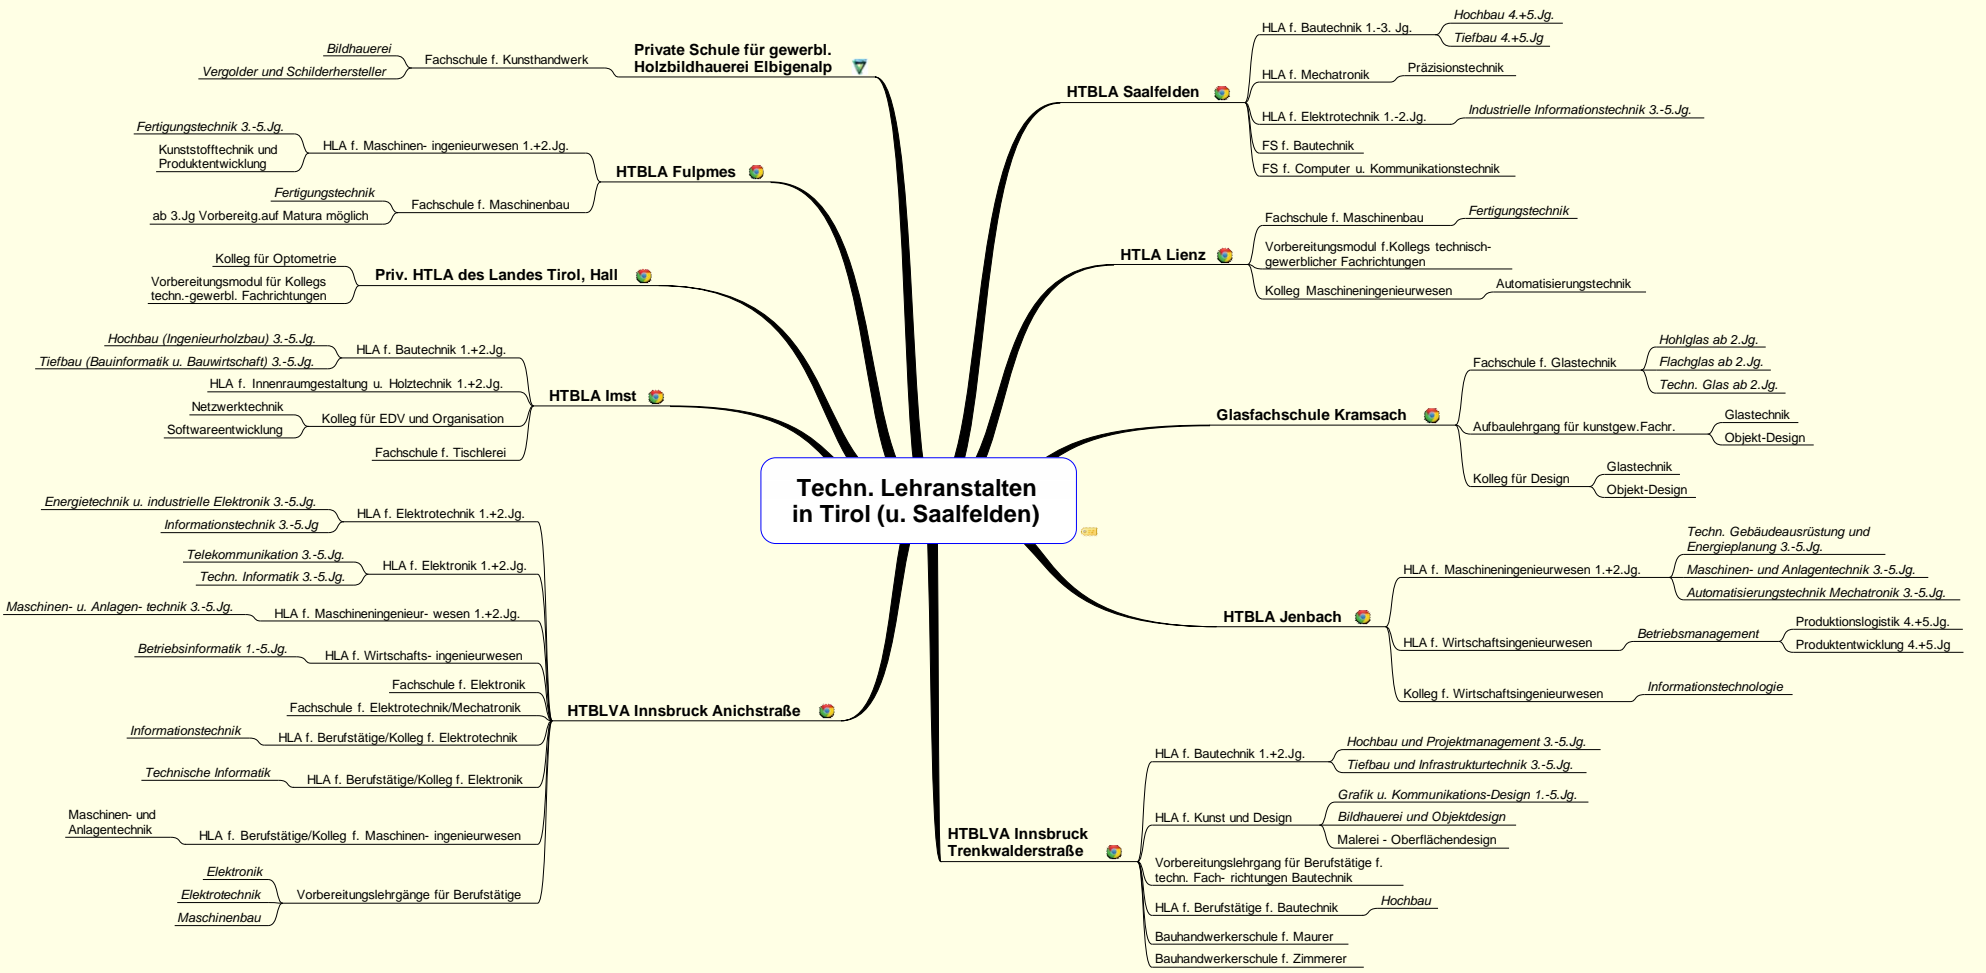 Techn. Lehranstalten
in Tirol (u. Saalfelden)
HTBLA Saalfelden
HLA f. Bautechnik 1.-3. Jg.
Hochbau 4.+5.Jg.
Tiefbau 4.+5.Jg
HLA f. Mechatronik
Präzisionstechnik
HLA f. Elektrotechnik 1.-2.Jg.
Industrielle Informationstechnik 3.-5.Jg.
FS f. Bautechnik
FS f. Computer u. Kommunikationstechnik
HTLA Lienz
Fachschule f. Maschinenbau
Fertigungstechnik
Vorbereitungsmodul f.Kollegs technisch-
gewerblicher Fachrichtungen
Kolleg Maschineningenieurwesen
Automatisierungstechnik
Glasfachschule Kramsach
Fachschule f. Glastechnik
Hohlglas ab 2.Jg.
Flachglas ab 2.Jg.
Techn. Glas ab 2.Jg.
Aufbaulehrgang für kunstgew.Fachr.
Glastechnik
Objekt-Design
Kolleg für Design
Glastechnik
Objekt-Design
HTBLA Jenbach
HLA f. Maschineningenieurwesen 1.+2.Jg.
Techn. Gebäudeausrüstung und
Energieplanung 3.-5.Jg.
Maschinen- und Anlagentechnik 3.-5.Jg.
Automatisierungstechnik Mechatronik 3.-5.Jg.
HLA f. Wirtschaftsingenieurwesen
Betriebsmanagement
Produktionslogistik 4.+5.Jg.
Produktentwicklung 4.+5.Jg
Kolleg f. Wirtschaftsingenieurwesen
Informationstechnologie
HTBLVA Innsbruck
Trenkwalderstraße
HLA f. Bautechnik 1.+2.Jg.
Hochbau und Projektmanagement 3.-5.Jg.
Tiefbau und Infrastrukturtechnik 3.-5.Jg.
HLA f. Kunst und Design
Grafik u. Kommunikations-Design 1.-5.Jg.
Bildhauerei und Objektdesign
Malerei - Oberflächendesign
Vorbereitungslehrgang für Berufstätige f.
techn. Fach- richtungen Bautechnik
HLA f. Berufstätige f. Bautechnik
Hochbau
Bauhandwerkerschule f. Maurer
Bauhandwerkerschule f. Zimmerer
Private Schule für gewerbl.
Holzbildhauerei Elbigenalp
Fachschule f. Kunsthandwerk
Bildhauerei
Vergolder und Schilderhersteller
HTBLA Fulpmes
HLA f. Maschinen- ingenieurwesen 1.+2.Jg.
Fertigungstechnik 3.-5.Jg.
Kunststofftechnik und
Produktentwicklung
Fachschule f. Maschinenbau
Fertigungstechnik
ab 3.Jg Vorbereitg.auf Matura möglich
Priv. HTLA des Landes Tirol, Hall
Kolleg für Optometrie
Vorbereitungsmodul für Kollegs
techn.-gewerbl. Fachrichtungen
HTBLA Imst
HLA f. Bautechnik 1.+2.Jg.
Hochbau (Ingenieurholzbau) 3.-5.Jg.
Tiefbau (Bauinformatik u. Bauwirtschaft) 3.-5.Jg.
HLA f. Innenraumgestaltung u. Holztechnik 1.+2.Jg.
Kolleg für EDV und Organisation
Netzwerktechnik
Softwareentwicklung
Fachschule f. Tischlerei
HTBLVA Innsbruck Anichstraße
HLA f. Elektrotechnik 1.+2.Jg.
Energietechnik u. industrielle Elektronik 3.-5.Jg.
Informationstechnik 3.-5.Jg
HLA f. Elektronik 1.+2.Jg.
Telekommunikation 3.-5.Jg.
Techn. Informatik 3.-5.Jg.
HLA f. Maschineningenieur- wesen 1.+2.Jg.
Maschinen- u. Anlagen- technik 3.-5.Jg.
HLA f. Wirtschafts- ingenieurwesen
Betriebsinformatik 1.-5.Jg.
Fachschule f. Elektronik
Fachschule f. Elektrotechnik/Mechatronik
HLA f. Berufstätige/Kolleg f. Elektrotechnik
Informationstechnik
HLA f. Berufstätige/Kolleg f. Elektronik
Technische Informatik
HLA f. Berufstätige/Kolleg f. Maschinen- ingenieurwesen
Maschinen- und
Anlagentechnik
Vorbereitungslehrgänge für Berufstätige
Elektronik
Elektrotechnik
Maschinenbau